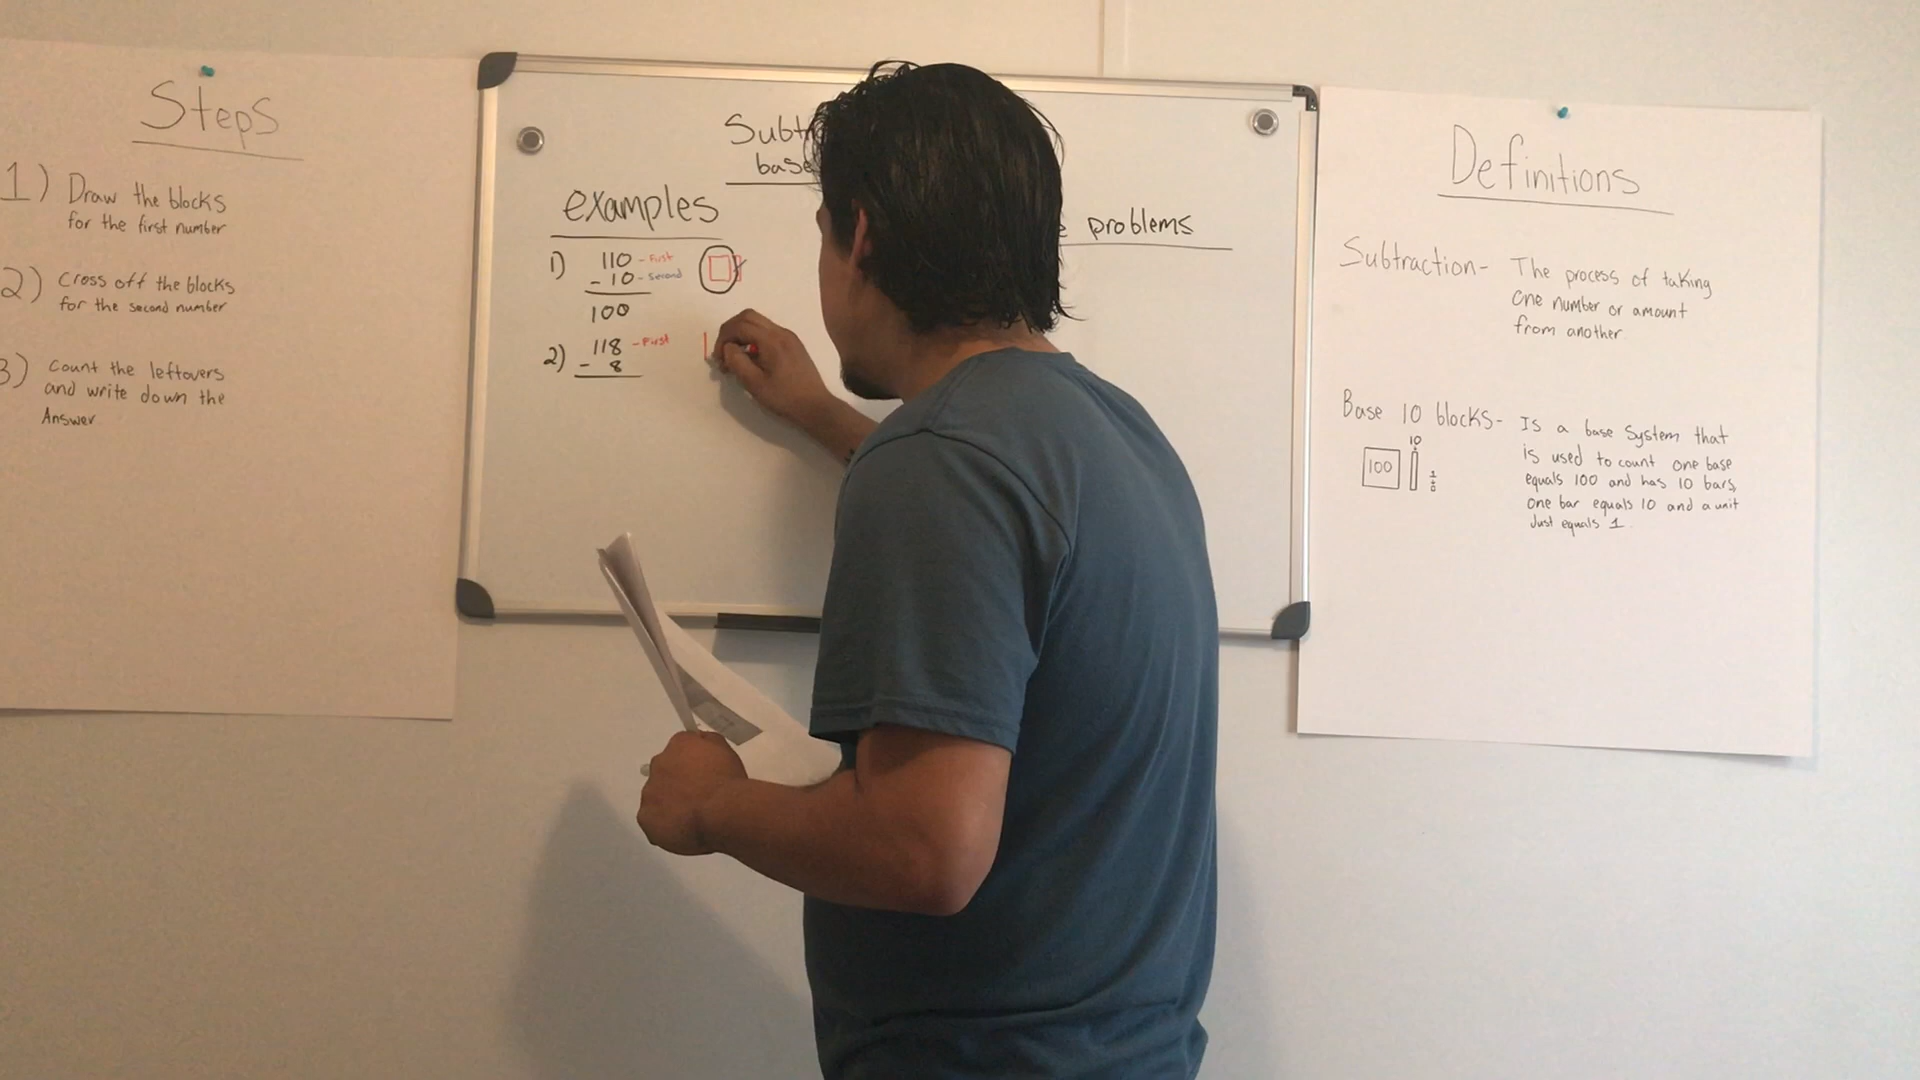 Steps
1) Draw the blocks
for the first number
2) Cross off the blocks
for the second number
3) Count the leftovers
and write down the
Answer
base
examples
1) 110 - First
- 10 - Second
100
2) 118 - First
- 8
problems
Definitions
Subtraction- The process of taking
one number or amount
from another
Base 10 blocks- Is a base System that
is used to count one base
equals 100 and has 10 bars,
one bar equals 10 and a unit
Just equals 1.
10
100